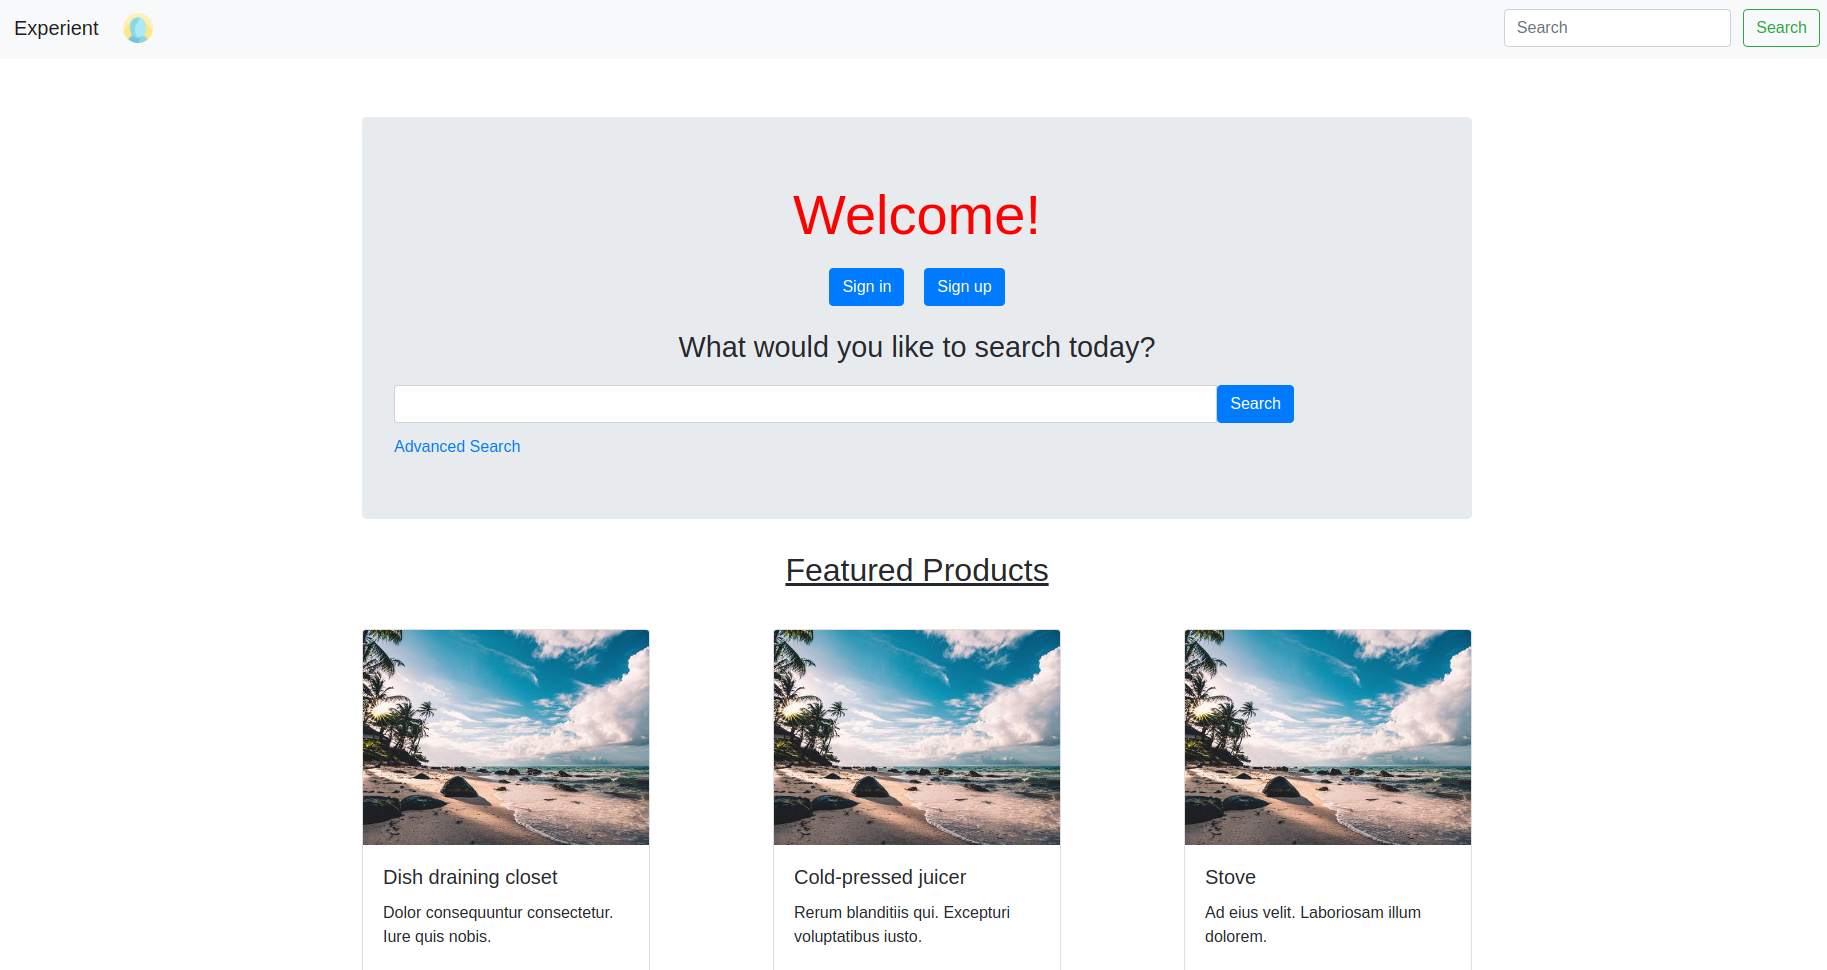 Experient
Search
Search
Welcome!
Sign in
Sign up
What would you like to search today?
Search
Advanced Search
Featured Products
Dish draining closet
Dolor consequuntur consectetur.
Iure quis nobis.
Cold-pressed juicer
Rerum blanditiis qui. Excepturi
voluptatibus iusto.
Stove
Ad eius velit. Laboriosam illum
dolorem.